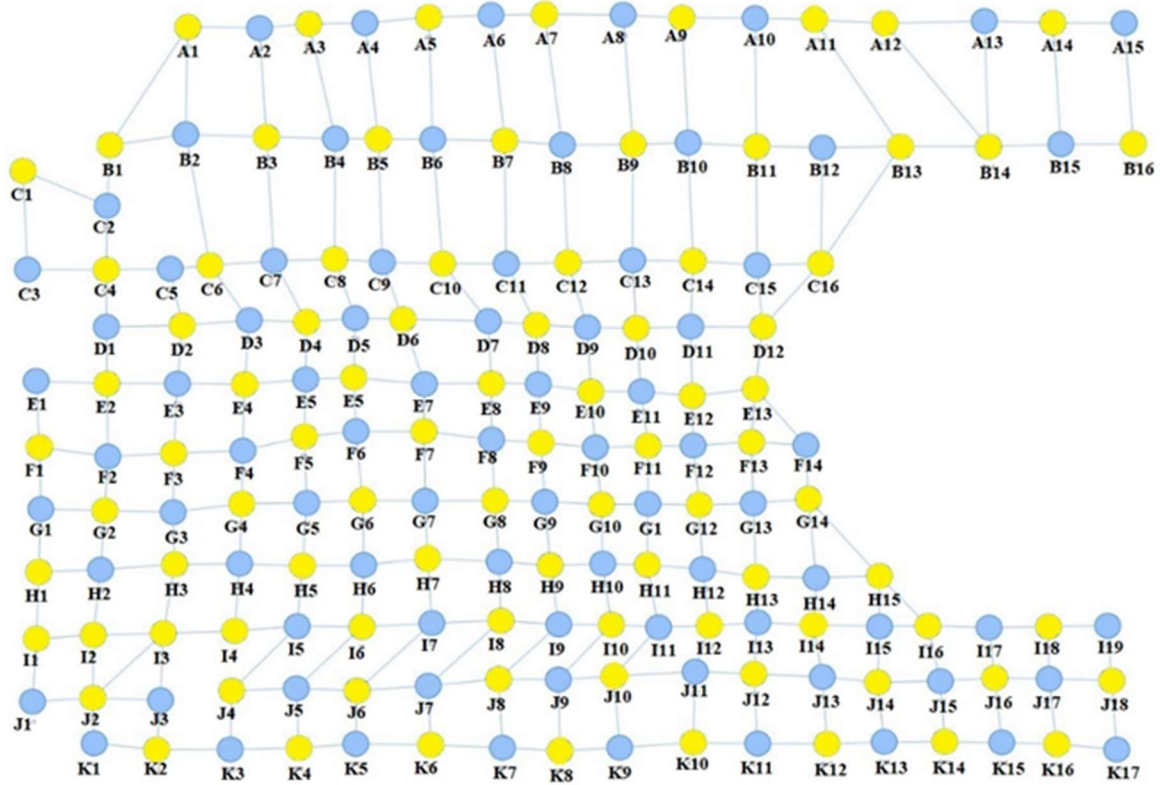 A1 A2 A3 A4 A5 A6 A7 A8 A9 A10 A11 A12 A13 A14 A15
B1 B2 B3 B4 B5 B6 B7 B8 B9 B10 B11 B12 B13 B14 B15 B16
C1
C2
C3 C4 C5 C6 C7 C8 C9 C10 C11 C12 C13 C14 C15 C16
D1 D2 D3 D4 D5 D6 D7 D8 D9 D10 D11 D12
E1 E2 E3 E4 E5 E5 E7 E8 E9 E10 E11 E12 E13
F1 F2 F3 F4 F5 F6 F7 F8 F9 F10 F11 F12 F13 F14
G1 G2 G3 G4 G5 G6 G7 G8 G9 G10 G1 G12 G13 G14
H1 H2 H3 H4 H5 H6 H7 H8 H9 H10 H11 H12 H13 H14 H15
I1 I2 I3 I4 I5 I6 I7 I8 I9 I10 I11 I12 I13 I14 I15 I16 I17 I18 I19
J1 J2 J3 J4 J5 J6 J7 J8 J9 J10 J11 J12 J13 J14 J15 J16 J17 J18
K1 K2 K3 K4 K5 K6 K7 K8 K9 K10 K11 K12 K13 K14 K15 K16 K17